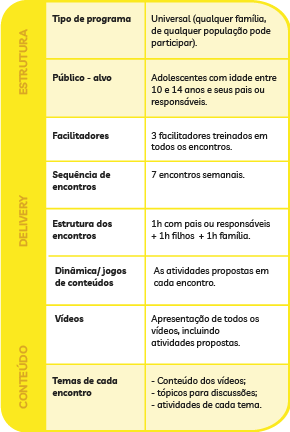 ESTRUTURA
Tipo de programa
Universal (qualquer família,
de qualquer população pode
participar).
Público - alvo
Adolescentes com idade entre
10 e 14 anos e seus pais ou
responsáveis.
DELIVERY
Facilitadores
3 facilitadores treinados em
todos os encontros.
Sequência de
encontros
7 encontros semanais.
Estrutura dos
encontros
1h com pais ou responsáveis
+ 1h filhos + 1h família.
Dinâmica/ jogos
de conteúdos
As atividades propostas em
cada encontro.
Vídeos
Apresentação de todos os
vídeos, incluindo
atividades propostas.
CONTEÚDO
Temas de cada
encontro
- Conteúdo dos vídeos;
- tópicos para discussões;
- atividades de cada tema.